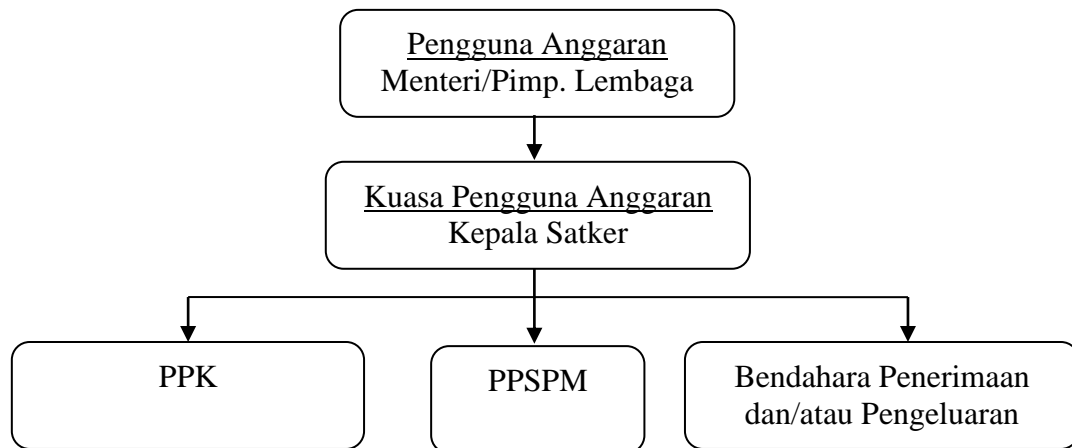 Pengguna Anggaran
Menteri/Pimp. Lembaga
Kuasa Pengguna Anggaran
Kepala Satker
PPK
PPSPM
Bendahara Penerimaan
dan/atau Pengeluaran